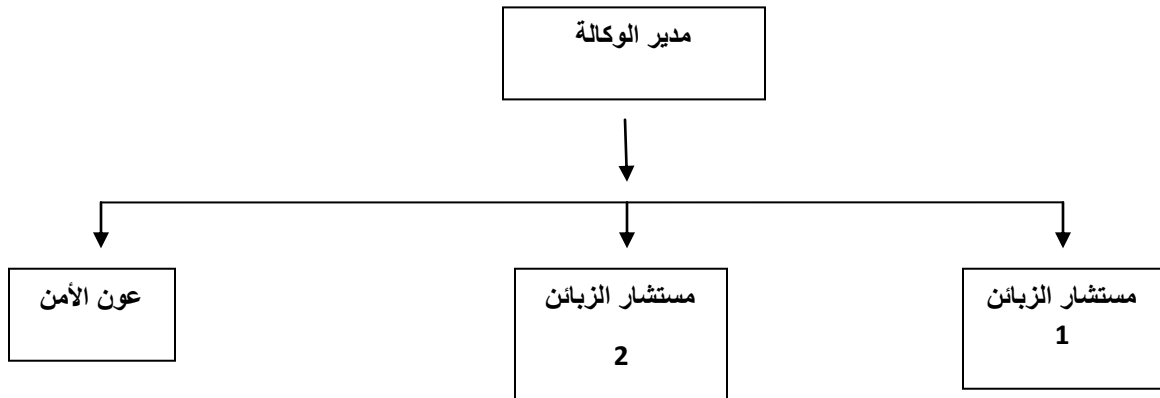 مدير الوكالة
مستشار الزبائن
1
مستشار الزبائن
2
عون الأمن